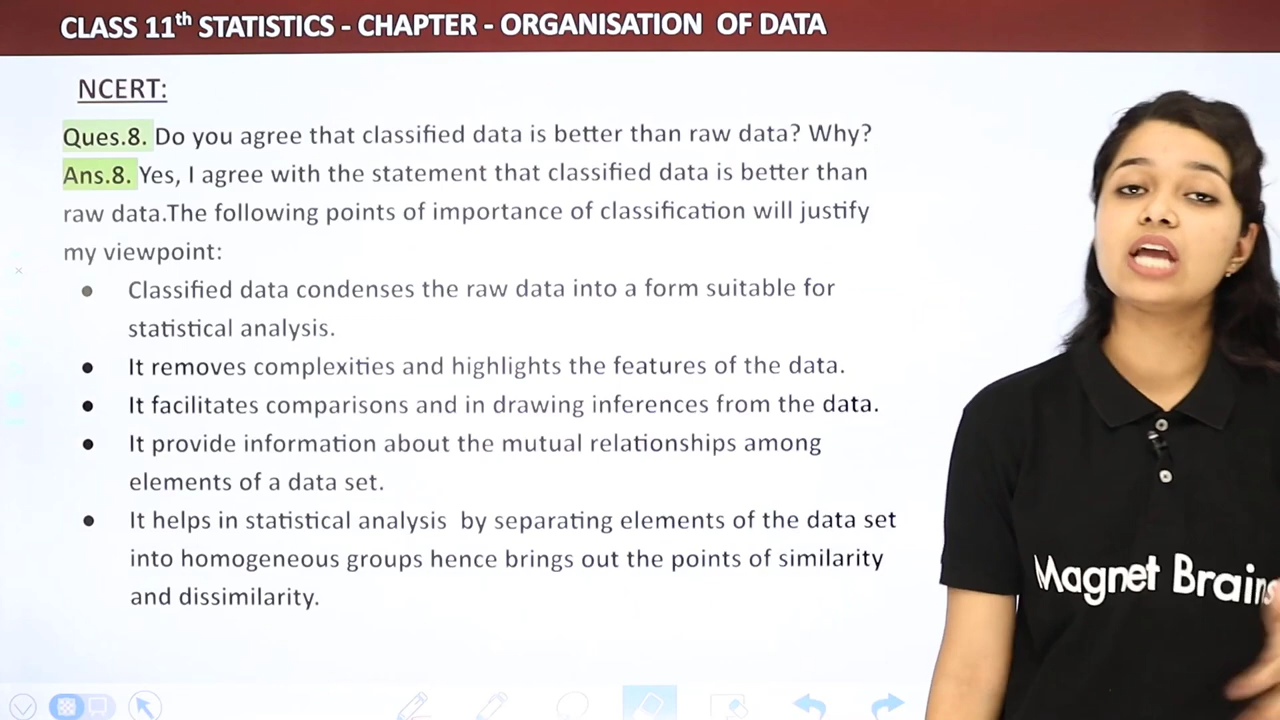 CLASS 11th STATISTICS - CHAPTER - ORGANISATION OF DATA
NCERT:
Ques.8. Do you agree that classified data is better than raw data? Why?
Ans.8. Yes, I agree with the statement that classified data is better than
raw data.The following points of importance of classification will justify
my viewpoint:
● Classified data condenses the raw data into a form suitable for
statistical analysis.
● It removes complexities and highlights the features of the data.
● It facilitates comparisons and in drawing inferences from the data.
● It provide information about the mutual relationships among
elements of a data set.
● It helps in statistical analysis by separating elements of the data set
into homogeneous groups hence brings out the points of similarity
and dissimilarity.
Magnet Brains